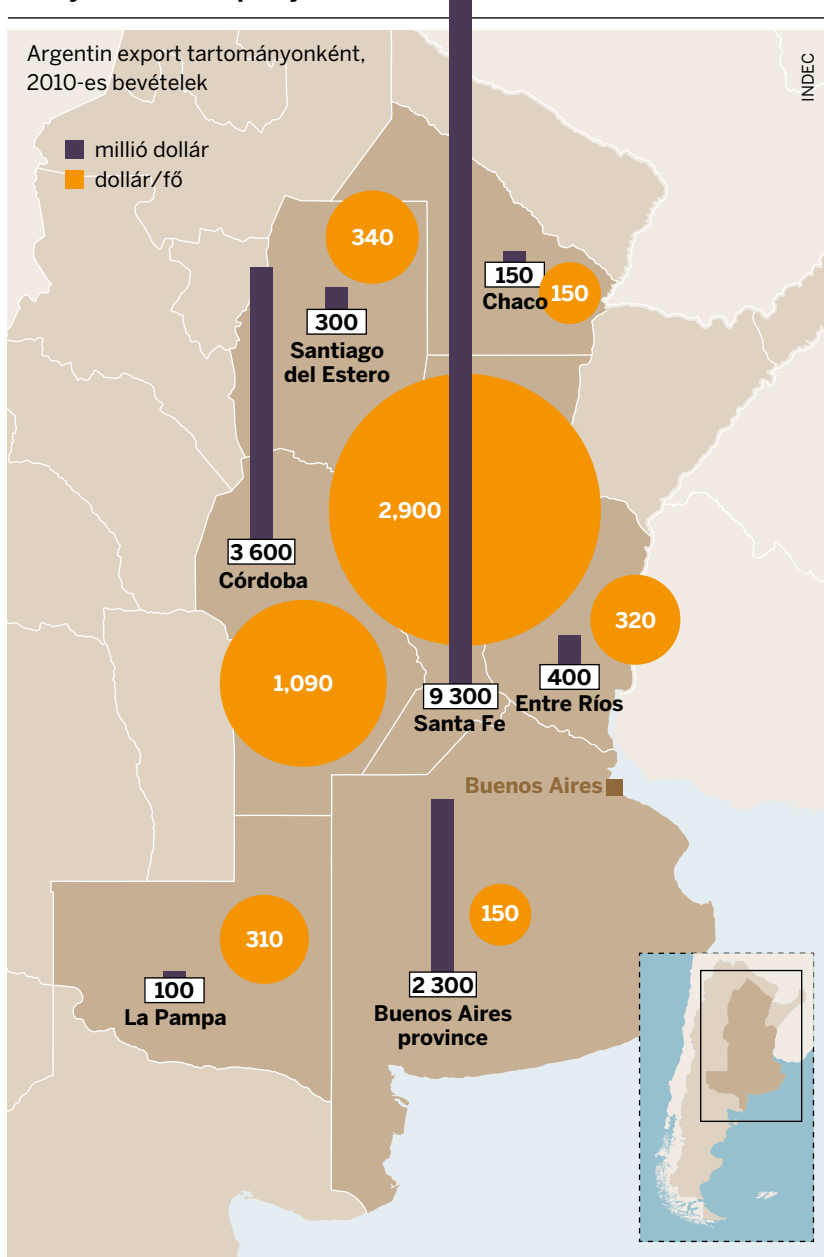 Argentin export tartományonként,
2010-es bevételek
INDEC
millió dollár
dollár/fő
340
150
Chaco
150
300
Santiago
del Estero
2,900
3 600
Córdoba
320
1,090
400
Entre Ríos
9 300
Santa Fe
Buenos Aires
310
150
100
La Pampa
2 300
Buenos Aires
province